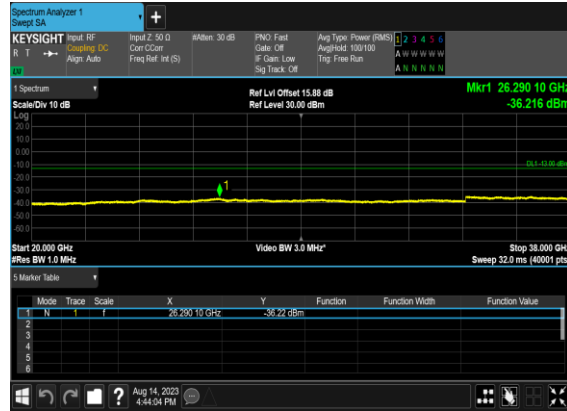 Spectrum Analyzer 1
Swept SA
+
KEYSIGHT Input: RF Input Z: 50 Ω #Atten: 30 dB PNO: Fast Avg Type: Power (RMS) 1 2 3 4 5 6
R T Coupling: DC Corr CCorr Gate: Off Avg|Hold: 100/100 A W W W W W
Align: Auto Freq Ref: Int (S) IF Gain: Low Trig: Free Run
Sig Track: Off A N N N N N
1 Spectrum Ref Lvl Offset 15.88 dB Mkr1 26.290 10 GHz
Scale/Div 10 dB Ref Level 30.00 dBm -36.216 dBm
Log
20.0
10.0
0.00
-10.0 DL1 -13.00 dBm
-20.0
-30.0 1
-40.0
-50.0
-60.0
Start 20.000 GHz Video BW 3.0 MHz* Stop 38.000 GHz
#Res BW 1.0 MHz Sweep 32.0 ms (40001 pts)
5 Marker Table
Mode Trace Scale X Y Function Function Width Function Value
1 N 1 f 26.290 10 GHz -36.22 dBm
2
3
4
5
6
? Aug 14, 2023
4:44:04 PM